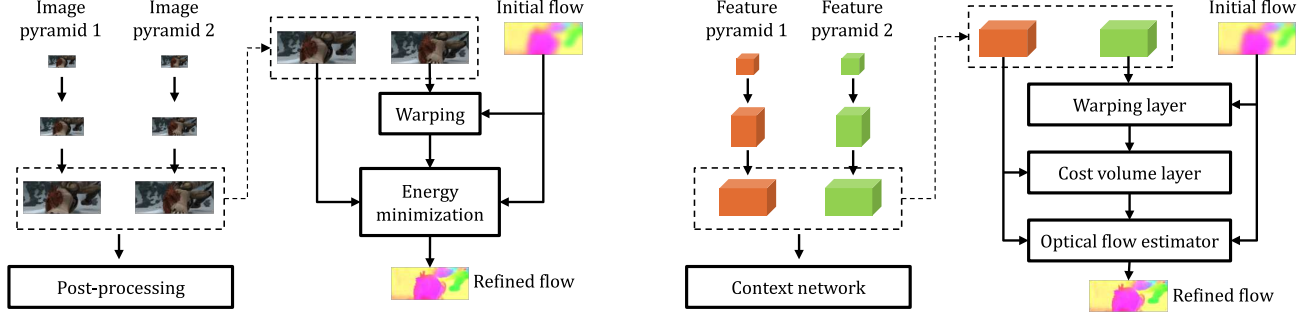 Image
pyramid 1
Image
pyramid 2
Initial flow
Warping
Energy
minimization
Refined flow
Post-processing
Feature
pyramid 1
Feature
pyramid 2
Initial flow
Warping layer
Cost volume layer
Optical flow estimator
Refined flow
Context network